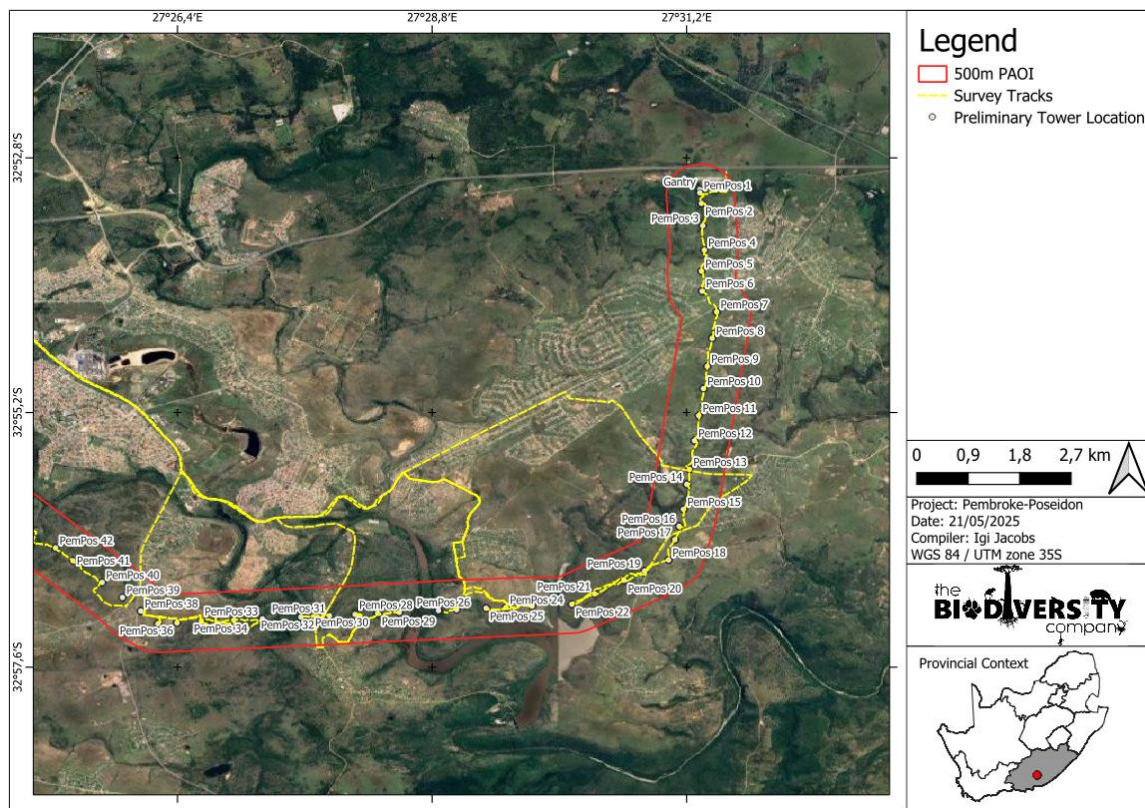 27°26,4'E
27°28,8'E
27°31,2'E
32°52,8'S
32°55,2'S
32°57,6'S
Gantry
PemPos 1
PemPos 2
PemPos 3
PemPos 4
PemPos 5
PemPos 6
PemPos 7
PemPos 8
PemPos 9
PemPos 10
PemPos 11
PemPos 12
PemPos 13
PemPos 14
PemPos 15
PemPos 16
PemPos 17
PemPos 18
PemPos 19
PemPos 20
PemPos 21
PemPos 22
PemPos 24
PemPos 25
PemPos 26
PemPos 28
PemPos 29
PemPos 30
PemPos 31
PemPos 32
PemPos 33
PemPos 34
PemPos 36
PemPos 38
PemPos 39
PemPos 40
PemPos 41
PemPos 42
Legend
500m PAOI
Survey Tracks
Preliminary Tower Location
0 0,9 1,8 2,7 km
Project: Pembroke-Poseidon
Date: 21/05/2025
Compiler: Igi Jacobs
WGS 84 / UTM zone 35S
the
BIODIVERSITY
company
Provincial Context